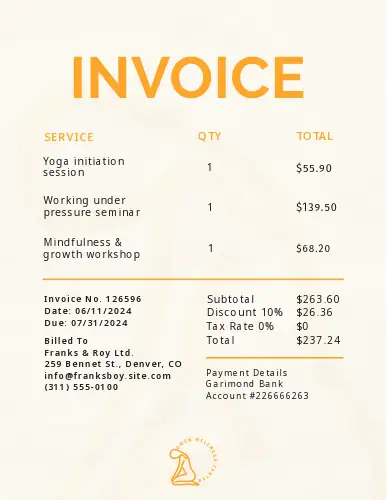 INVOICE
SERVICE QTY TOTAL
Yoga initiation
session
1 $55.90
Working under
pressure seminar
1 $139.50
Mindfulness &
growth workshop
1 $68.20
Invoice No. 126596
Date: 06/11/2024
Due: 07/31/2024
Billed To
Franks & Roy Ltd.
259 Bennet St., Denver, CO
info@franksboy.site.com
(311) 555-0100
Subtotal $263.60
Discount 10% $26.36
Tax Rate 0% $0
Total $237.24
Payment Details
Garimond Bank
Account #226666263
WELLNESS CENTER